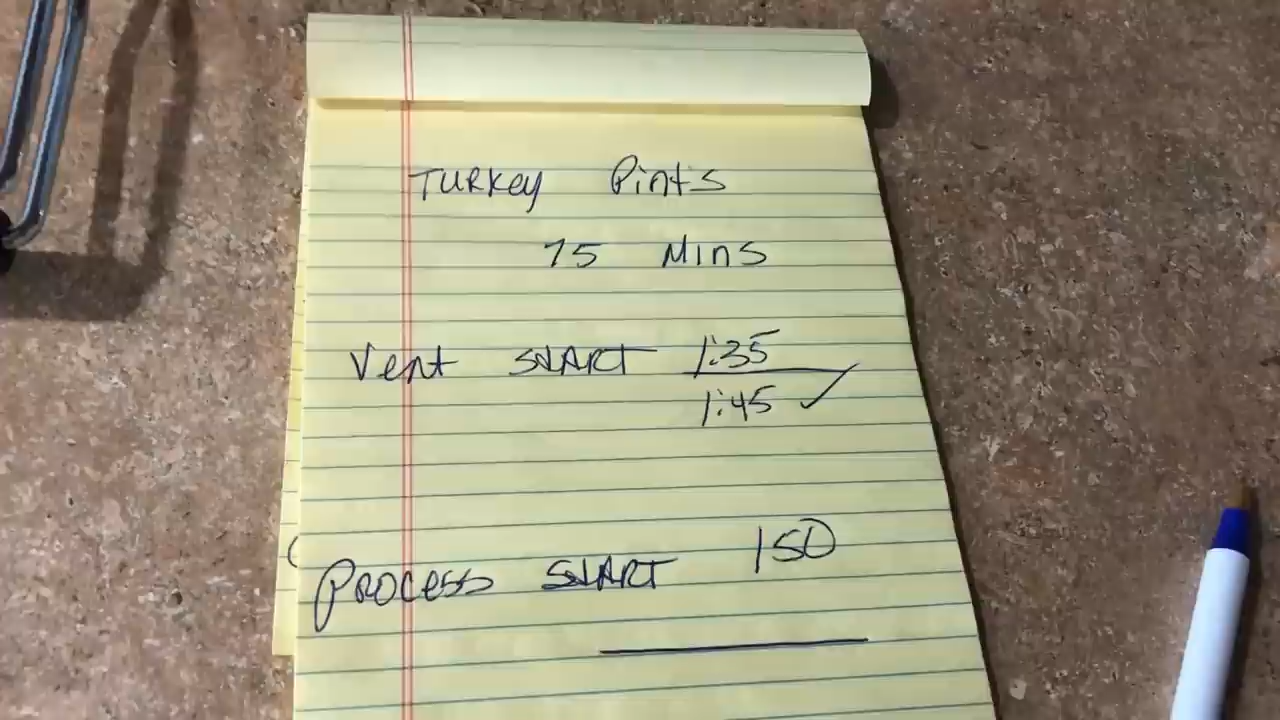 Turkey Pints
75 Mins
Vent START 1:35
1:45 ✓
Process START 150